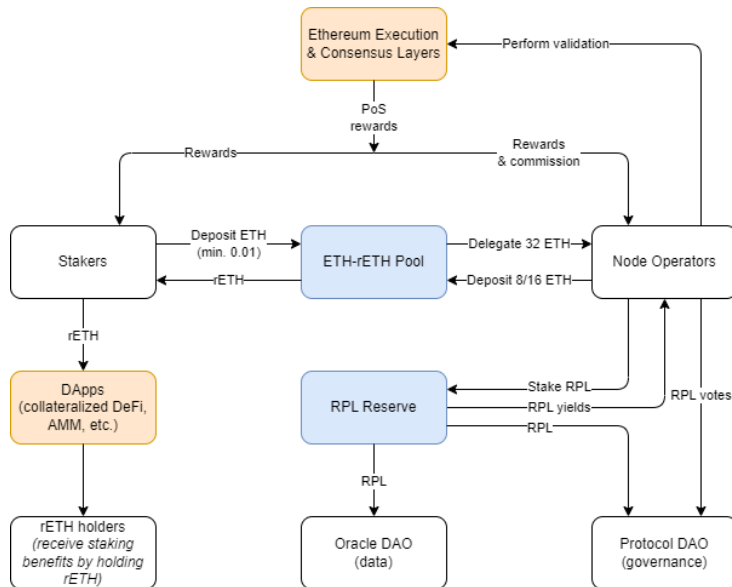 Ethereum Execution
& Consensus Layers
Perform validation
PoS
rewards
Rewards
Rewards
& commission
Stakers
Deposit ETH
(min. 0.01)
rETH
ETH-rETH Pool
Delegate 32 ETH
Deposit 8/16 ETH
Node Operators
rETH
DApps
(collateralized DeFi,
AMM, etc.)
RPL Reserve
Stake RPL
RPL yields
RPL
RPL votes
RPL
rETH holders
(receive staking
benefits by holding
rETH)
Oracle DAO
(data)
Protocol DAO
(governance)